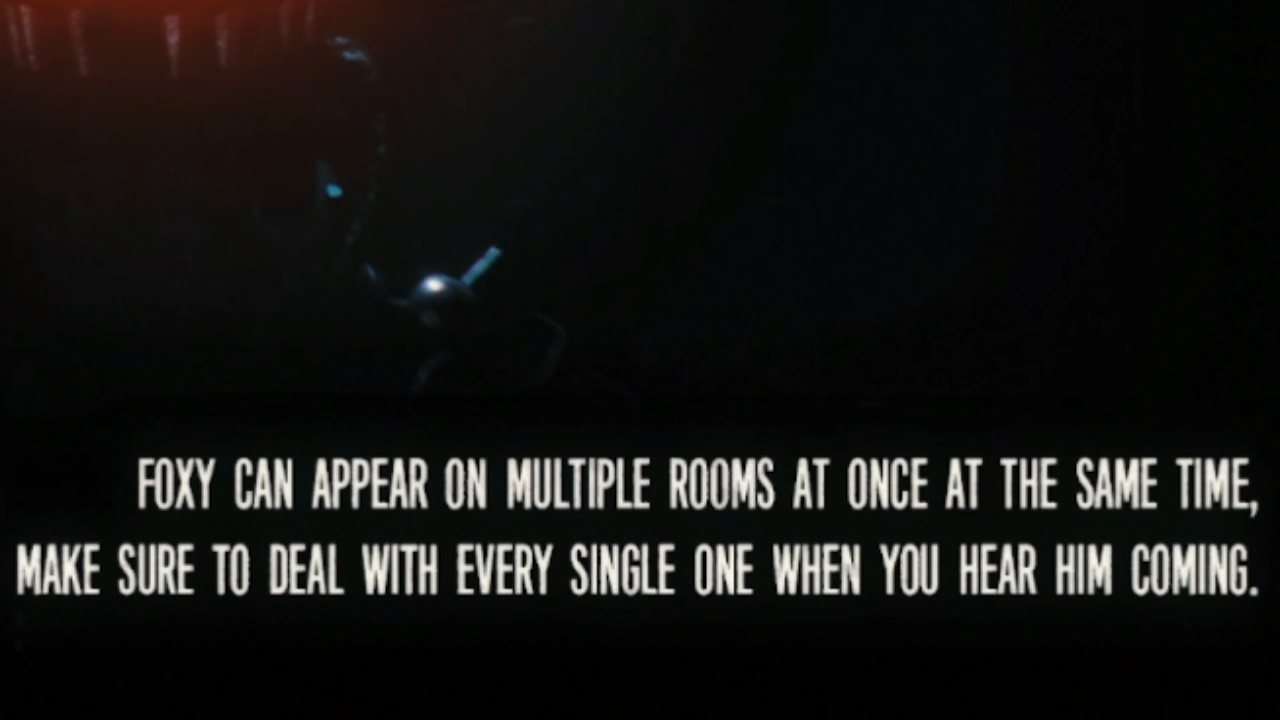 FOXY CAN APPEAR ON MULTIPLE ROOMS AT ONCE AT THE SAME TIME,
MAKE SURE TO DEAL WITH EVERY SINGLE ONE WHEN YOU HEAR HIM COMING.